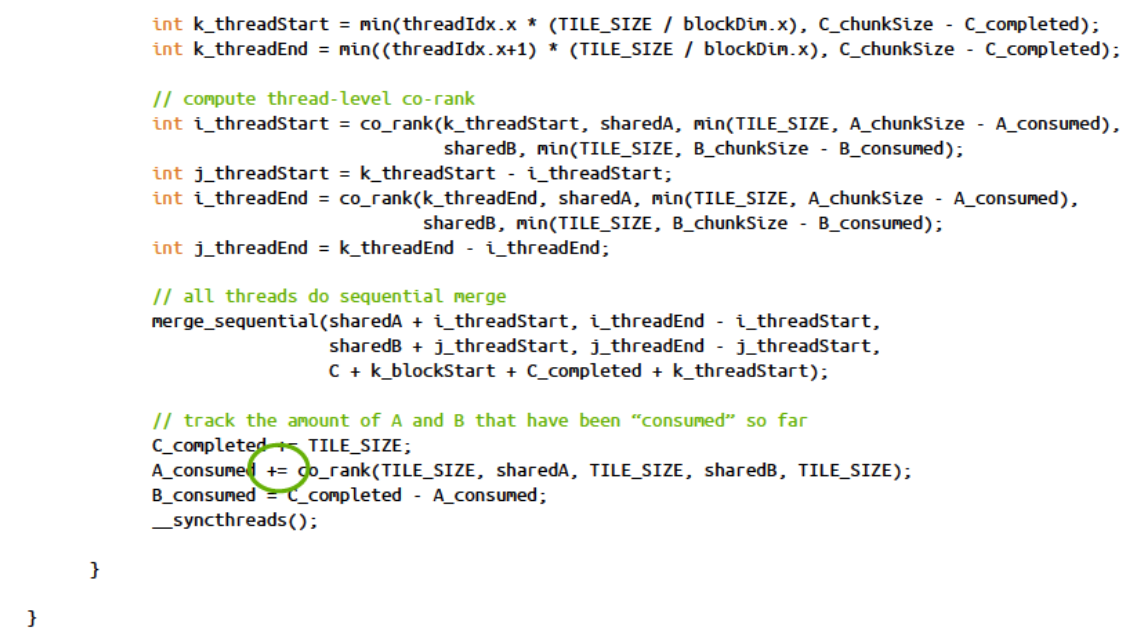 int k_threadStart = min(threadIdx.x * (TILE_SIZE / blockDim.x), C_chunkSize - C_completed);
int k_threadEnd = min((threadIdx.x+1) * (TILE_SIZE / blockDim.x), C_chunkSize - C_completed);
// compute thread-level co-rank
int i_threadStart = co_rank(k_threadStart, sharedA, min(TILE_SIZE, A_chunkSize - A_consumed),
sharedB, min(TILE_SIZE, B_chunkSize - B_consumed);
int j_threadStart = k_threadStart - i_threadStart;
int i_threadEnd = co_rank(k_threadEnd, sharedA, min(TILE_SIZE, A_chunkSize - A_consumed),
sharedB, min(TILE_SIZE, B_chunkSize - B_consumed);
int j_threadEnd = k_threadEnd - i_threadEnd;
// all threads do sequential merge
merge_sequential(sharedA + i_threadStart, i_threadEnd - i_threadStart,
sharedB + j_threadStart, j_threadEnd - j_threadStart,
C + k_blockStart + C_completed + k_threadStart);
// track the amount of A and B that have been “consumed” so far
C_completed += TILE_SIZE;
A_consumed += co_rank(TILE_SIZE, sharedA, TILE_SIZE, sharedB, TILE_SIZE);
B_consumed = C_completed - A_consumed;
__syncthreads();
}
}